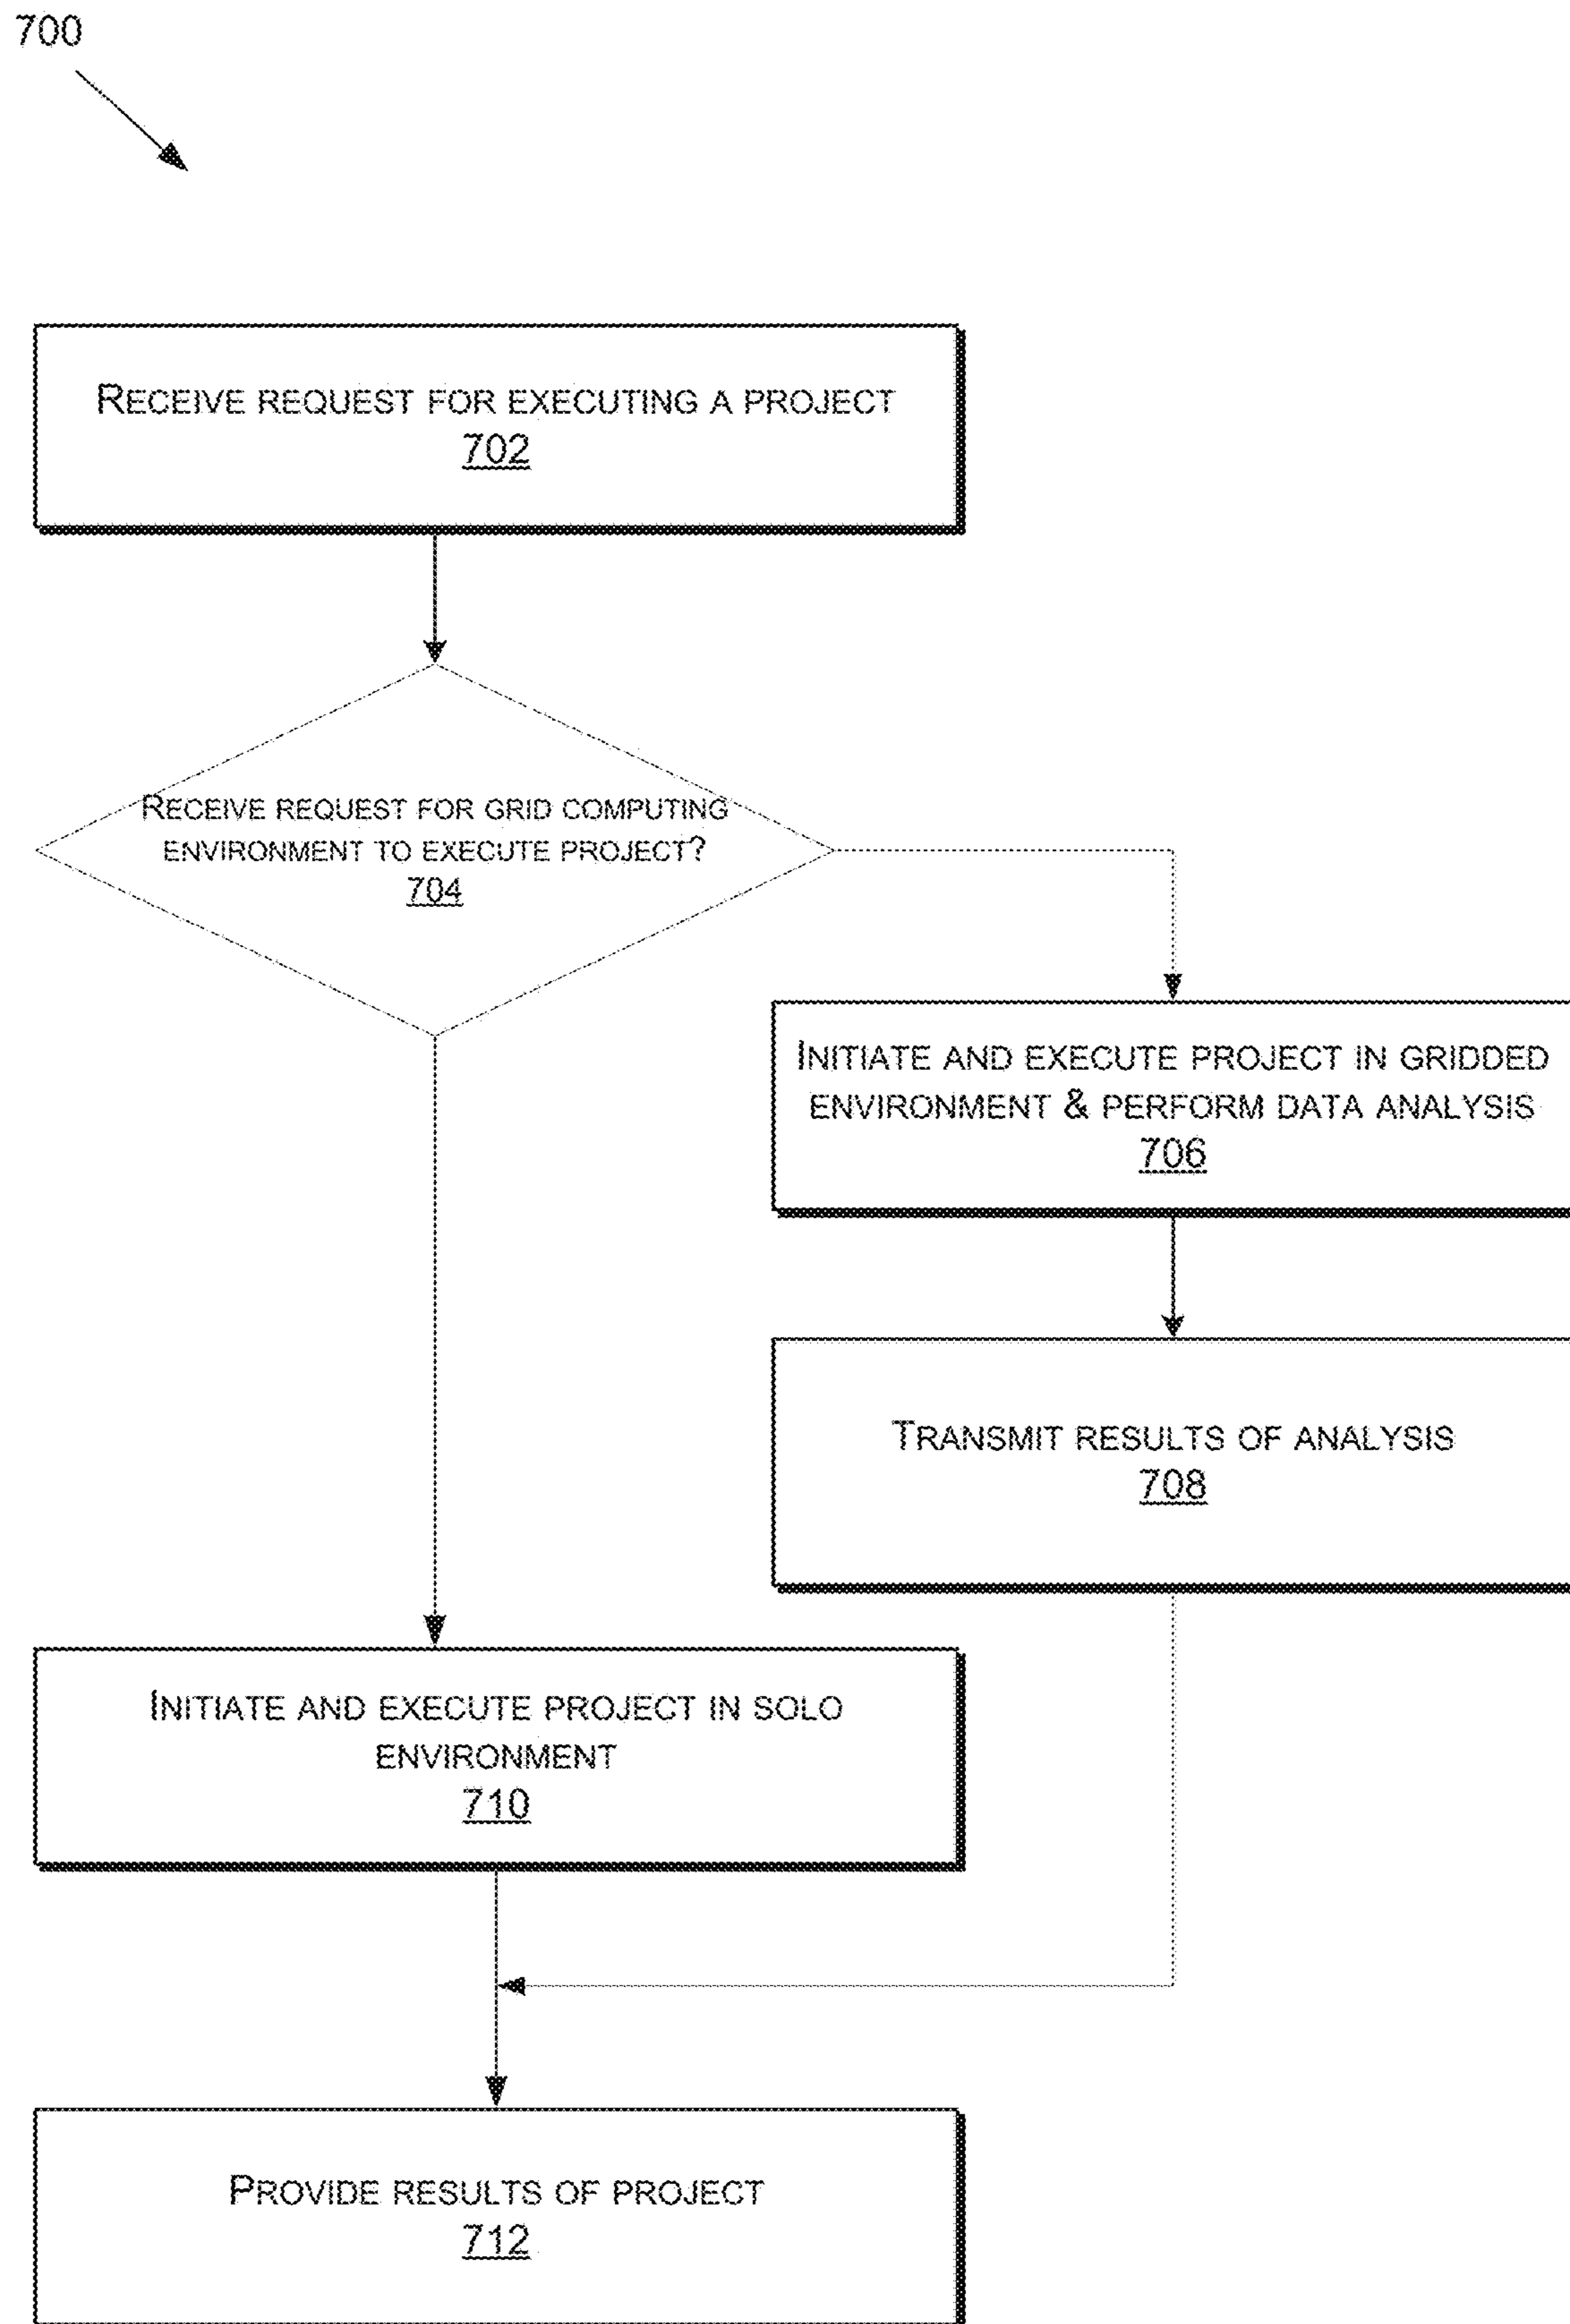 700
RECEIVE REQUEST FOR EXECUTING A PROJECT
702
RECEIVE REQUEST FOR GRID COMPUTING
ENVIRONMENT TO EXECUTE PROJECT?
704
INITIATE AND EXECUTE PROJECT IN GRIDDED
ENVIRONMENT & PERFORM DATA ANALYSIS
706
TRANSMIT RESULTS OF ANALYSIS
708
INITIATE AND EXECUTE PROJECT IN SOLO
ENVIRONMENT
710
PROVIDE RESULTS OF PROJECT
712